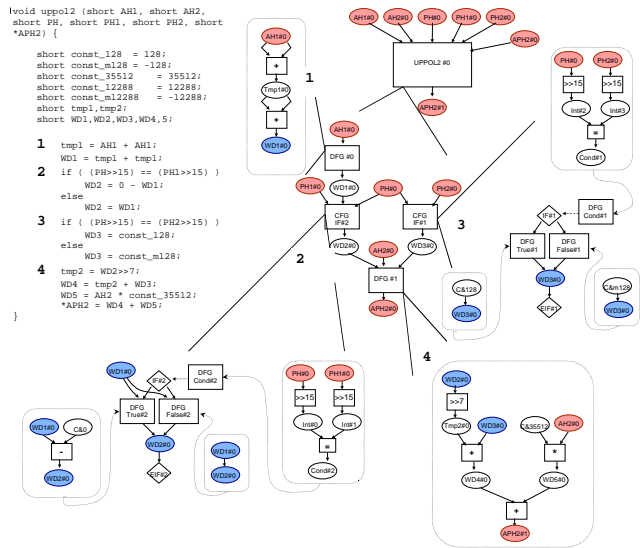 void uppol2 (short AH1, short AH2,
short PH, short PH1, short PH2, short
*APH2) {
short const_128 = 128;
short const_m128 = -128;
short const_35512 = 35512;
short const_12288 = 12288;
short const_m12288 = -12288;
short tmp1,tmp2;
short WD1,WD2,WD3,WD4,5;
1 tmp1 = AH1 + AH1;
WD1 = tmp1 + tmp1;
2 if ( (PH>>15) == (PH1>>15) )
WD2 = 0 - WD1;
else
WD2 = WD1;
3 if ( (PH>>15) == (PH2>>15) )
WD3 = const_128;
else
WD3 = const_m128;
4 tmp2 = WD2>>7;
WD4 = tmp2 + WD3;
WD5 = AH2 * const_35512;
*APH2 = WD4 + WD5;
}
AH1#0
+
Tmp1#0
+
WD1#0
1
AH1#0 AH2#0 PH#0 PH1#0 PH2#0
APH2#0
UPPOL2 #0
APH2#1
AH1#0
DFG #0
PH1#0 WD1#0 PH#0 PH2#0
CFG
IF#2
CFG
IF#1
WD2#0 AH2#0 WD3#0
DFG #1
APH2#0
2
3
4
PH#0 PH2#0
>>15 >>15
Int#2 Int#3
=
Cond#1
IF#1
DFG
Cond#1
DFG
True#1
DFG
False#1
WD3#0
EIF#1
C&128
WD3#0
C&m128
WD3#0
WD1#0
IF#2
DFG
Cond#2
DFG
True#2
DFG
False#2
WD2#0
EIF#2
WD1#0 C&0
-
WD2#0
WD1#0
WD2#0
PH#0 PH1#0
>>15 >>15
Int#0 Int#1
=
Cond#2
WD2#0
>>7
Tmp2#0 WD3#0 C&35512 AH2#0
+ *
WD4#0 WD5#0
+
APH2#1